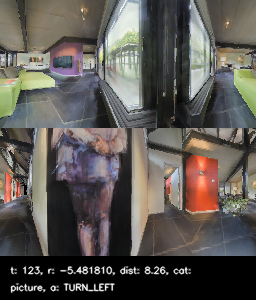 t: 123, r: -5.481810, dist: 8.26, cat:
picture, a: TURN_LEFT